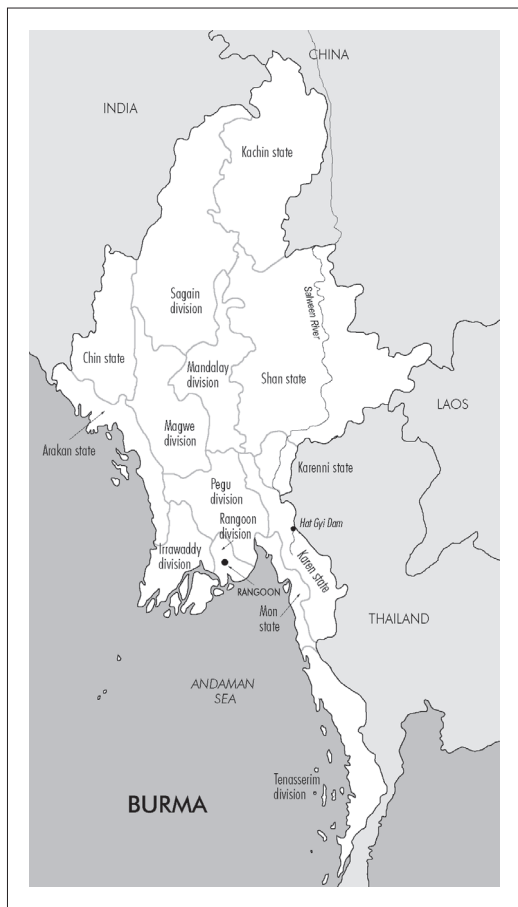 CHINA
INDIA
Kachin state
Sagain
division
Salween River
Chin state
Mandalay
division
Shan state
LAOS
Magwe
division
Arakan state
Karenni state
Pegu
division
Rangoon
division
Hat Gyi Dam
Irrawaddy
division
Karen state
RANGOON
Mon
state
THAILAND
ANDAMAN
SEA
Tenasserim
division
BURMA